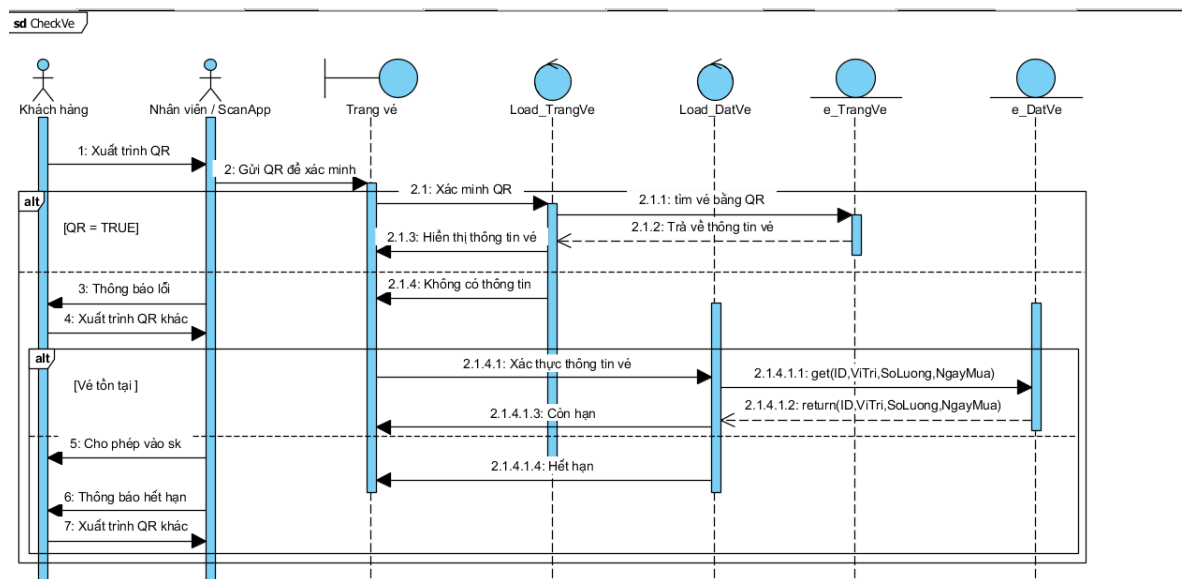 sd CheckVe
Khách hàng
Nhân viên / ScanApp
Trang vé
Load_TrangVe
Load_DatVe
e_TrangVe
e_DatVe
1: Xuất trình QR
2: Gửi QR để xác minh
alt
2.1: Xác minh QR
2.1.1: tìm vé bằng QR
[QR = TRUE]
2.1.2: Trả về thông tin vé
2.1.3: Hiển thị thông tin vé
3: Thông báo lỗi
2.1.4: Không có thông tin
4: Xuất trình QR khác
alt
2.1.4.1: Xác thực thông tin vé
[Vé tồn tại ]
2.1.4.1.1: get(ID,ViTri,SoLuong,NgayMua)
2.1.4.1.2: return(ID,ViTri,SoLuong,NgayMua)
2.1.4.1.3: Còn hạn
5: Cho phép vào sk
2.1.4.1.4: Hết hạn
6: Thông báo hết hạn
7: Xuất trình QR khác